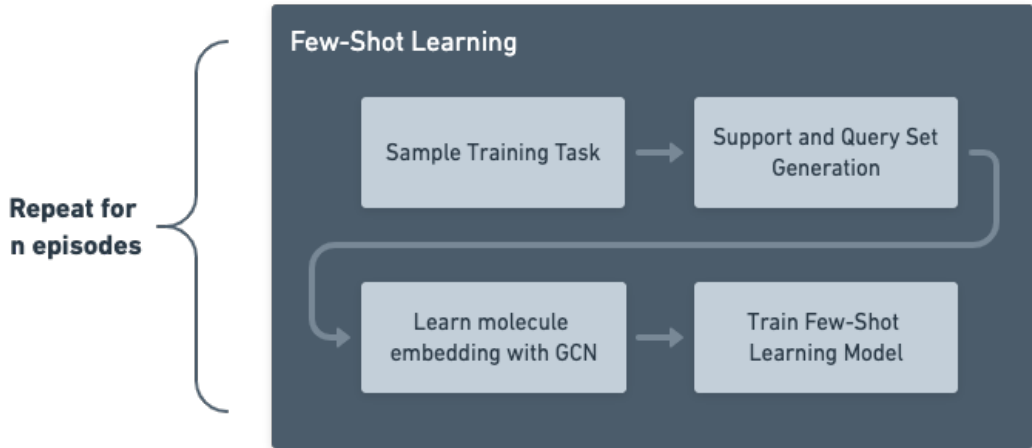 Few-Shot Learning
Sample Training Task
Support and Query Set
Generation
Repeat for
n episodes
Learn molecule
embedding with GCN
Train Few-Shot
Learning Model